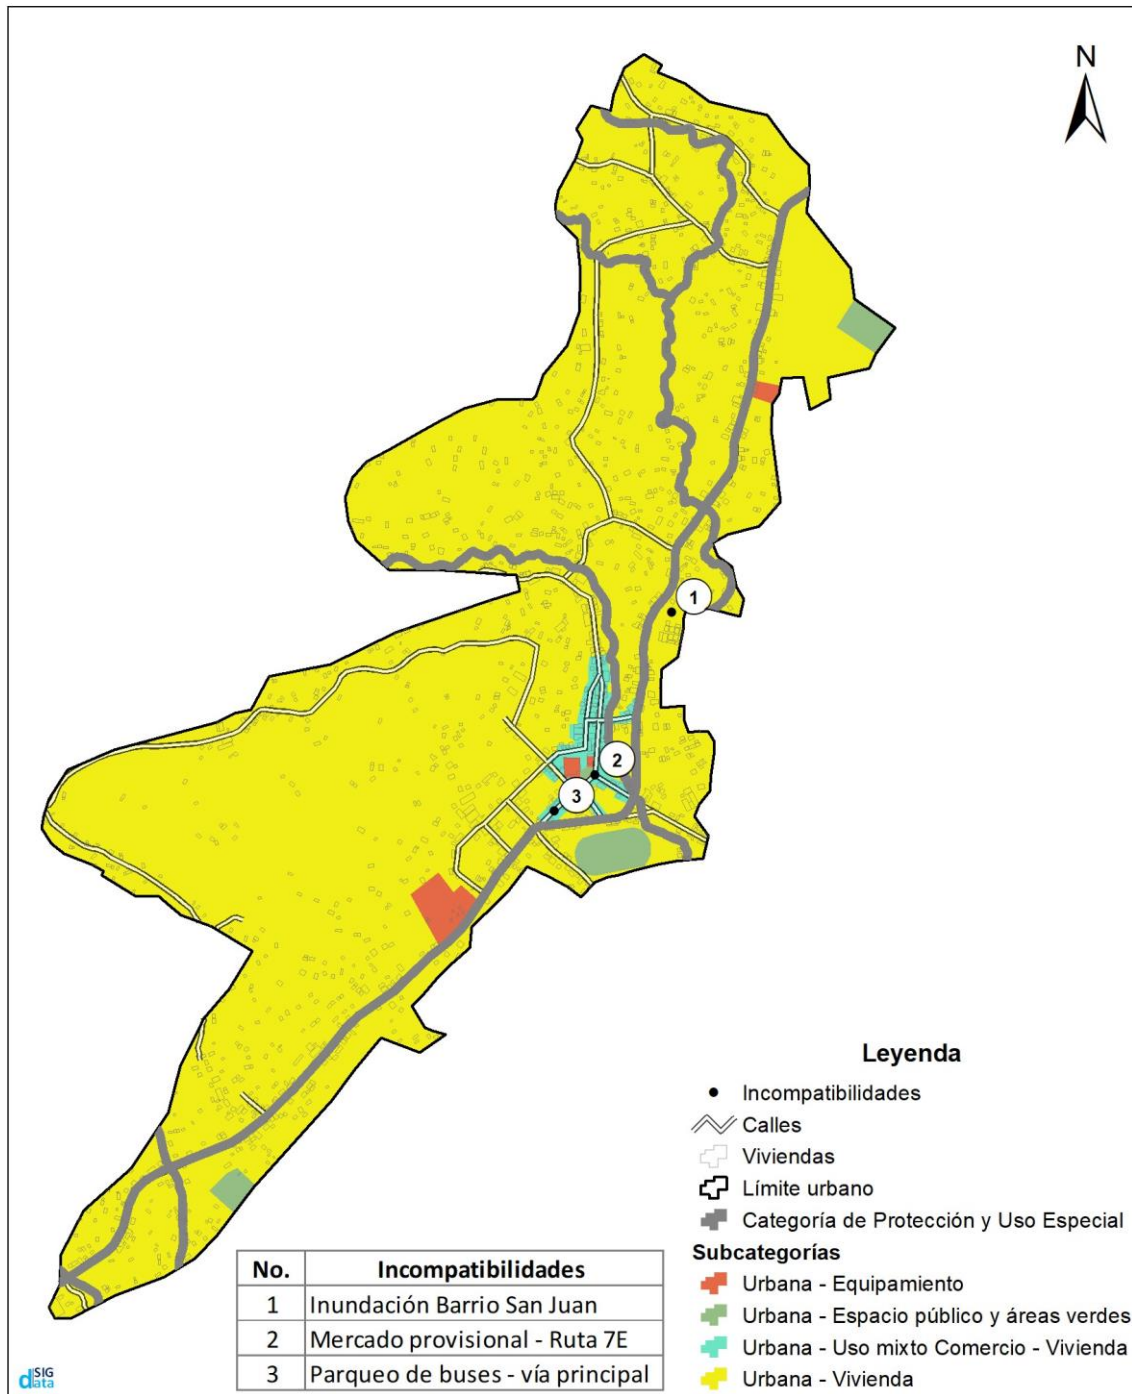 N
1
2
3
Leyenda
Incompatibilidades
Calles
Viviendas
Límite urbano
Categoría de Protección y Uso Especial
Subcategorías
Urbana - Equipamiento
Urbana - Espacio público y áreas verdes
Urbana - Uso mixto Comercio - Vivienda
Urbana - Vivienda
No. Incompatibilidades
1 Inundación Barrio San Juan
2 Mercado provisional - Ruta 7E
3 Parqueo de buses - vía principal
SIG
data